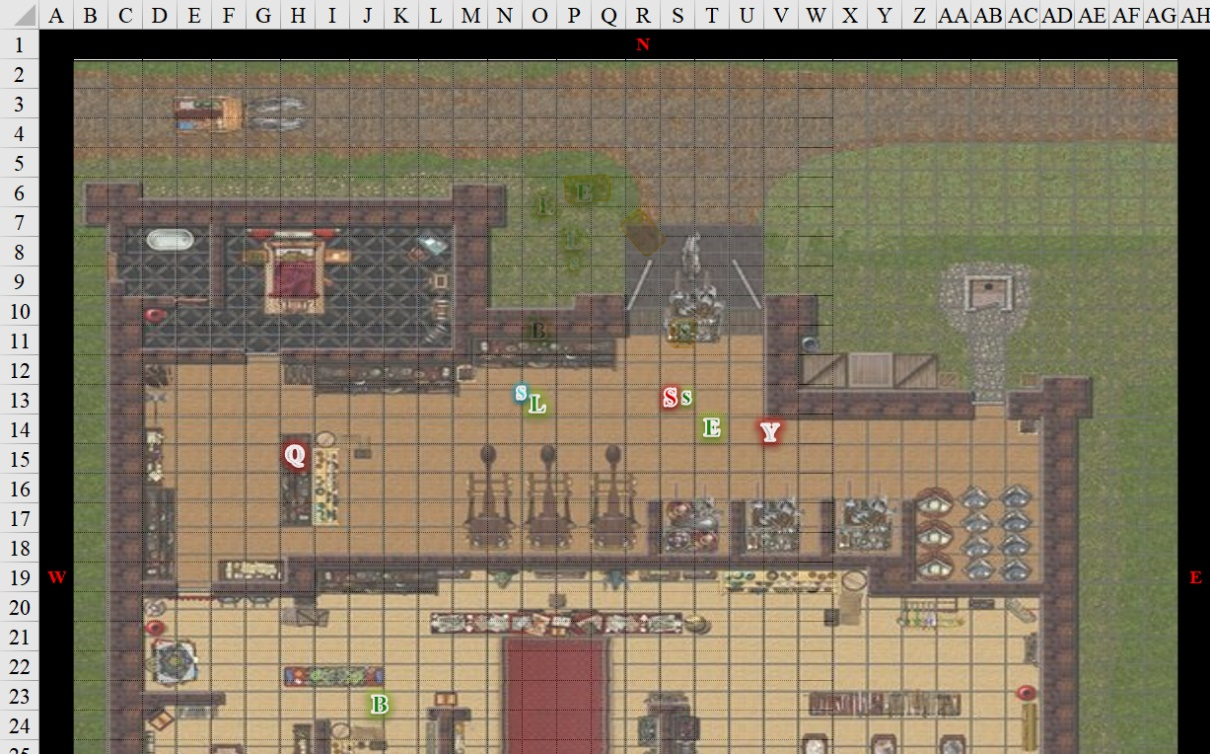 A B C D E F G H I J K L M N O P Q R S T U V W X Y Z AA AB AC AD AE AF AG AH
1 N
2
3
4
5
6 E
7 L
8
9
10
11 B S
12
13 S L S s
14 E Y
15 Q
16
17
18
19 W E
20
21
22
23 B
24
25